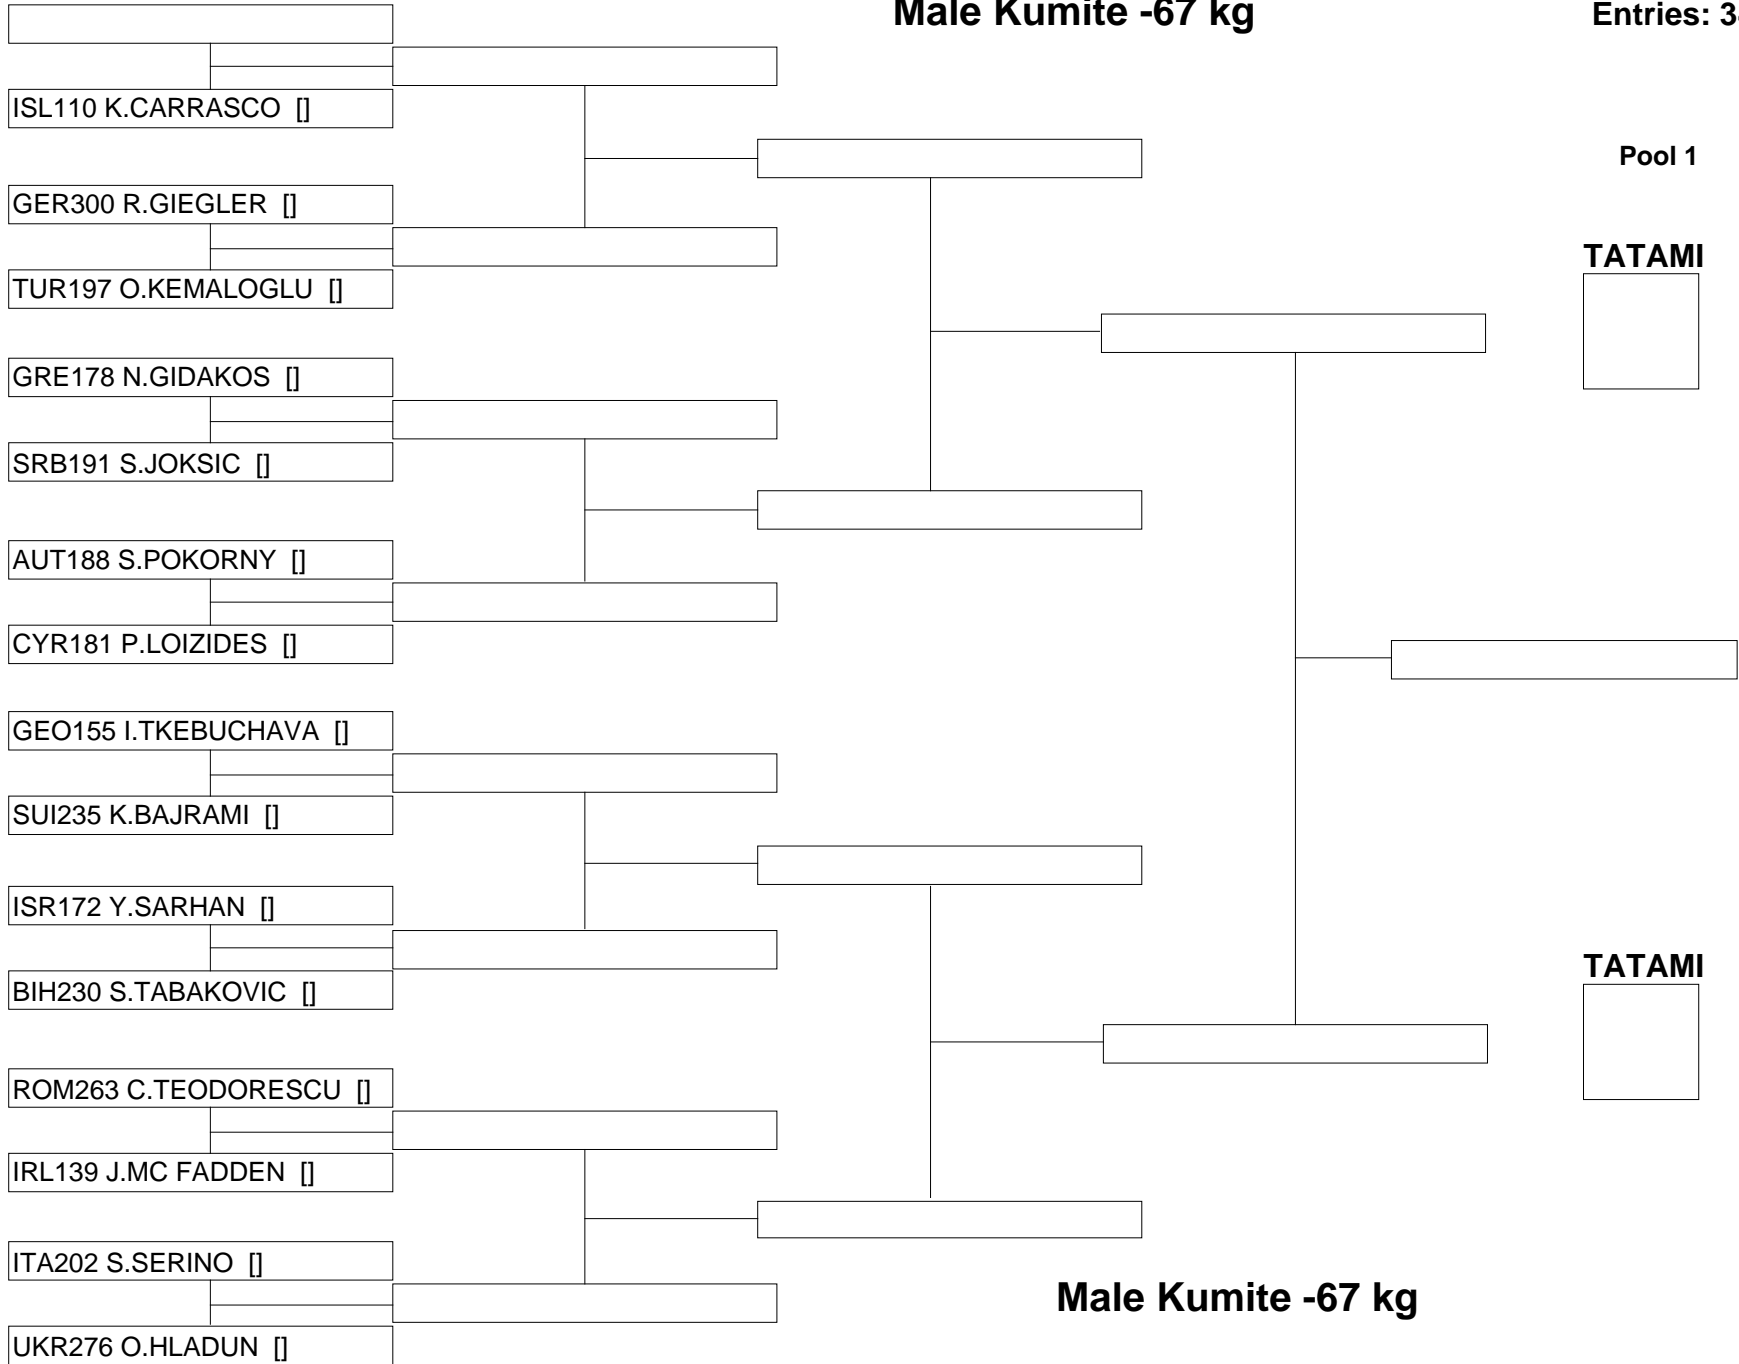 Male Kumite -67 kg
Entries: 3
ISL110 K.CARRASCO []
Pool 1
GER300 R.GIEGLER []
TATAMI
TUR197 O.KEMALOGLU []
GRE178 N.GIDAKOS []
SRB191 S.JOKSIC []
AUT188 S.POKORNY []
CYR181 P.LOIZIDES []
GEO155 I.TKEBUCHAVA []
SUI235 K.BAJRAMI []
ISR172 Y.SARHAN []
TATAMI
BIH230 S.TABAKOVIC []
ROM263 C.TEODORESCU []
IRL139 J.MC FADDEN []
ITA202 S.SERINO []
Male Kumite -67 kg
UKR276 O.HLADUN []